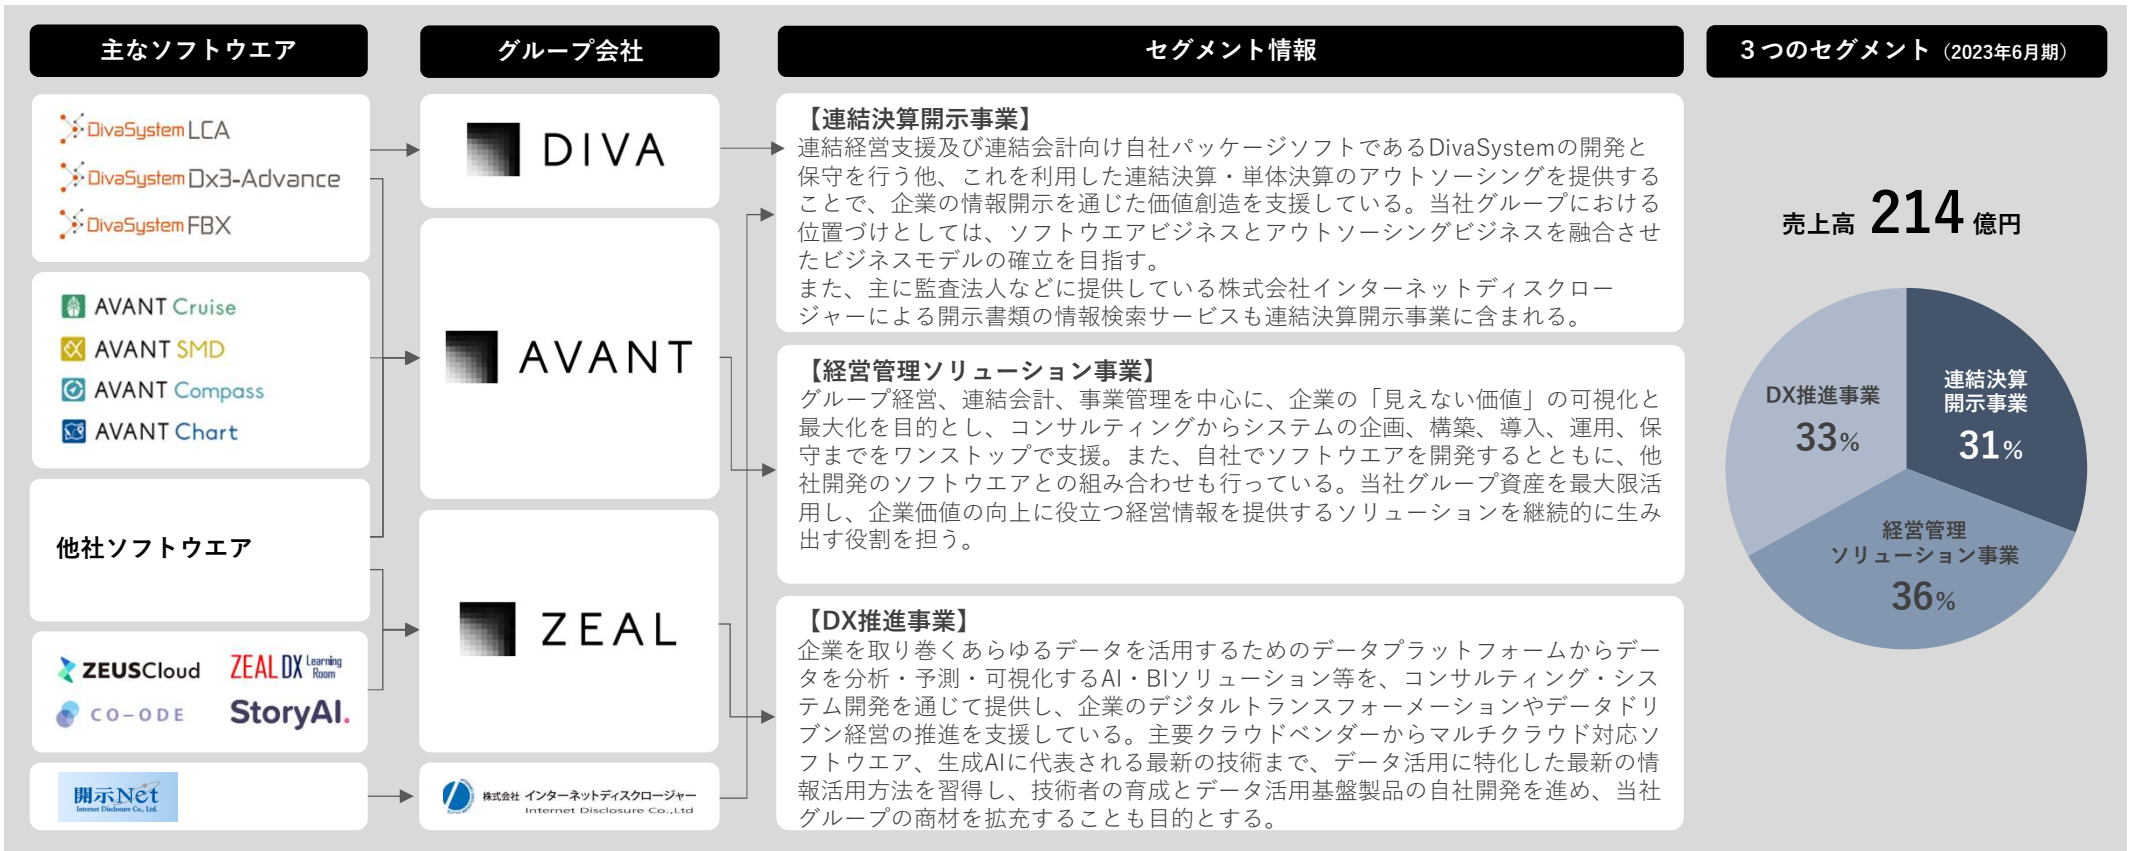 主なソフトウエア
グループ会社
セグメント情報
3つのセグメント（2023年6月期）
DivaSystem LCA
DivaSystem Dx3-Advance
DivaSystem FBX
AVANT Cruise
AVANT SMD
AVANT Compass
AVANT Chart
他社ソフトウエア
ZEUSCloud
ZEAL DX Learning Room
CO-ODE
StoryAI.
開示Net
Internet Disclosure Co., Ltd.
DIVA
AVANT
ZEAL
株式会社 インターネットディスクロージャー
Internet Disclosure Co.,Ltd
【連結決算開示事業】
連結経営支援及び連結会計向け自社パッケージソフトであるDivaSystemの開発と
保守を行う他、これを利用した連結決算・単体決算のアウトソーシングを提供する
ことで、企業の情報開示を通じた価値創造を支援している。当社グループにおける
位置づけとしては、ソフトウエアビジネスとアウトソーシングビジネスを融合させ
たビジネスモデルの確立を目指す。
また、主に監査法人などに提供している株式会社インターネットディスクロー
ジャーによる開示書類の情報検索サービスも連結決算開示事業に含まれる。
【経営管理ソリューション事業】
グループ経営、連結会計、事業管理を中心に、企業の「見えない価値」の可視化と
最大化を目的とし、コンサルティングからシステムの企画、構築、導入、運用、保
守までをワンストップで支援。また、自社でソフトウエアを開発するとともに、他
社開発のソフトウエアとの組み合わせも行っている。当社グループ資産を最大限活
用し、企業価値の向上に役立つ経営情報を提供するソリューションを継続的に生み
出す役割を担う。
【DX推進事業】
企業を取り巻くあらゆるデータを活用するためのデータプラットフォームからデー
タを分析・予測・可視化するAI・BIソリューション等を、コンサルティング・シス
テム開発を通じて提供し、企業のデジタルトランスフォーメーションやデータドリ
ブン経営の推進を支援している。主要クラウドベンダーからマルチクラウド対応ソ
フトウエア、生成AIに代表される最新の技術まで、データ活用に特化した最新の情
報活用方法を習得し、技術者の育成とデータ活用基盤製品の自社開発を進め、当社
グループの商材を拡充することも目的とする。
売上高 214 億円
連結決算
開示事業
31%
経営管理
ソリューション事業
36%
DX推進事業
33%